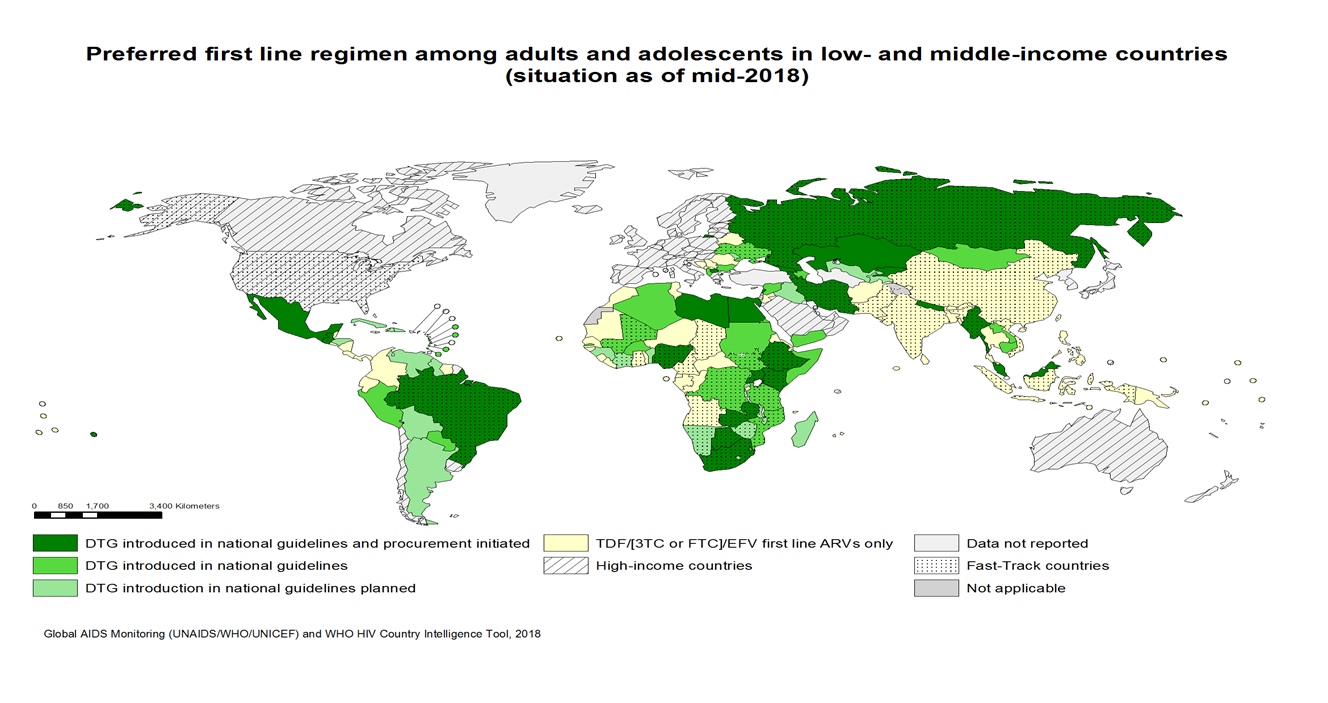 Preferred first line regimen among adults and adolescents in low- and middle-income countries
(situation as of mid-2018)
0 850 1,700 3,400 Kilometers
DTG introduced in national guidelines and procurement initiated
DTG introduced in national guidelines
DTG introduction in national guidelines planned
TDF/[3TC or FTC]/EFV first line ARVs only
High-income countries
Data not reported
Fast-Track countries
Not applicable
Global AIDS Monitoring (UNAIDS/WHO/UNICEF) and WHO HIV Country Intelligence Tool, 2018